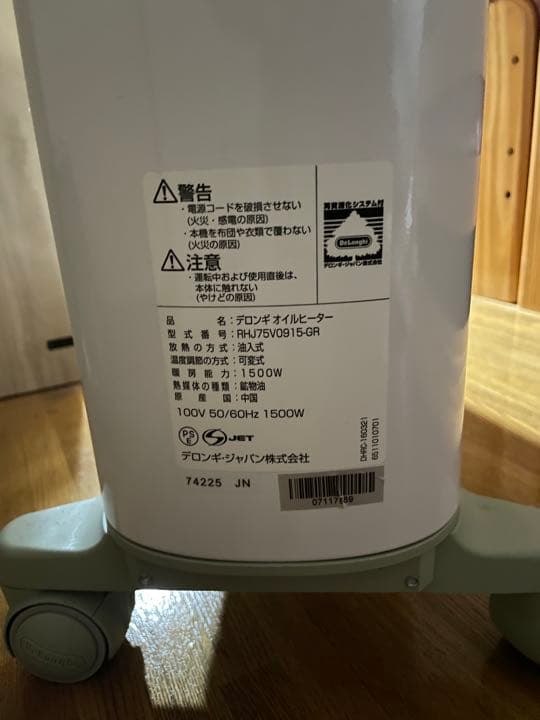 警告
・電源コードを破損させない
(火災・感電の原因)
・本機を布団や衣類で覆わない
(火災の原因)
注意
・運転中および使用直後は、
本体に触れない
(やけどの原因)
再資源化システム付
DeLonghi
デロンギ・ジャパン株式会社
品名:デロンギ オイルヒーター
型式番号:RHJ75V0915-GR
放熱の方式:油入式
温度調節の方式:可変式
暖房能力:1500W
熱媒体の種類:鉱物油
原産国:中国
100V 50/60Hz 1500W
PS
E
JET
デロンギ・ジャパン株式会社
DHRC-160321
6511010701
74225 JN
DeLonghi